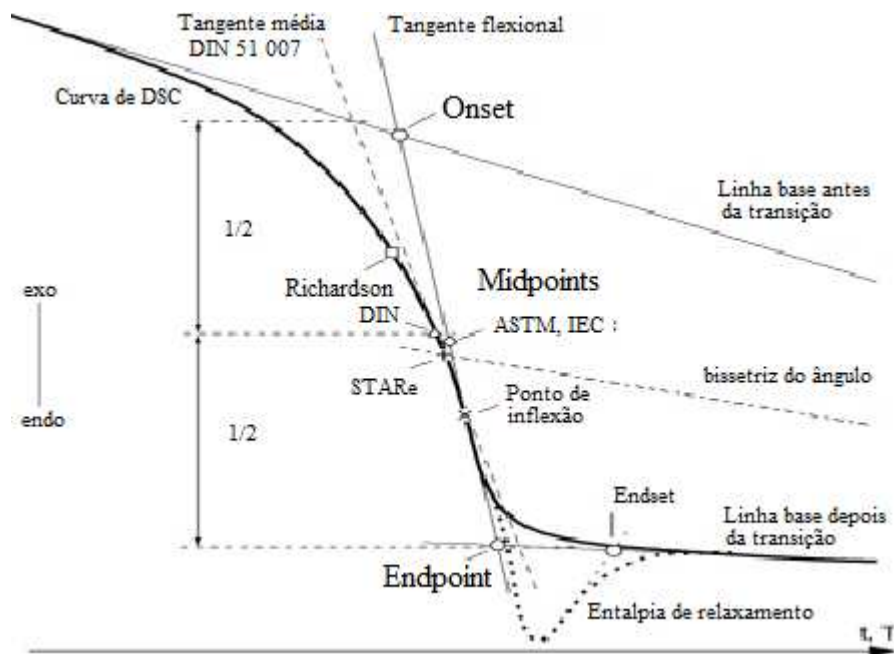 Tangente média
DIN 51 007
Tangente flexional
Curva de DSC
Onset
Linha base antes
da transição
1/2
Richardson
Midpoints
exo
DIN
ASTM, IEC :
STARe
bissetriz do ângulo
Ponto de
inflexão
endo
1/2
Endset
Linha base depois
da transição
Endpoint
Entalpia de relaxamento
t, T